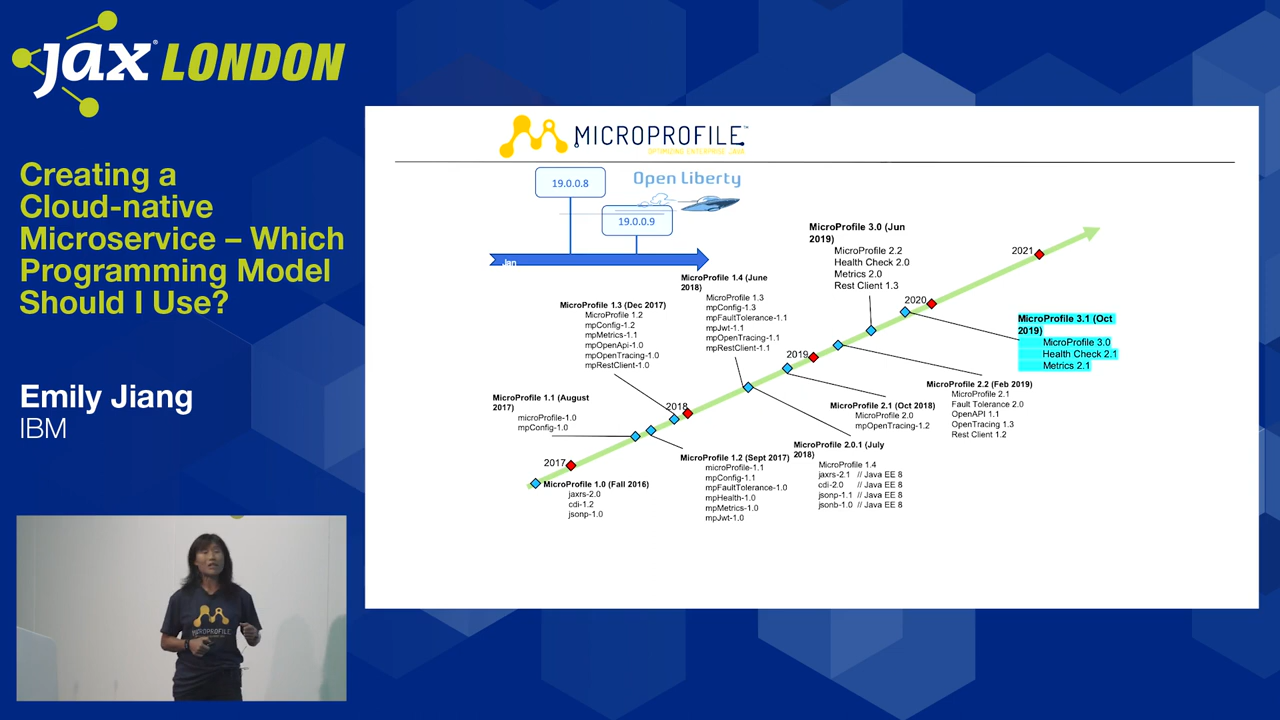 jax® LONDON
Creating a
Cloud-native
Microservice – Which
Programming Model
Should I Use?
Emily Jiang
IBM
MICROPROFILE™
OPTIMIZING ENTERPRISE JAVA
19.0.0.8
Open Liberty
19.0.0.9
Jan
MicroProfile 1.0 (Fall 2016)
jaxrs-2.0
cdi-1.2
jsonp-1.0
2017
MicroProfile 1.1 (August
2017)
microProfile-1.0
mpConfig-1.0
MicroProfile 1.2 (Sept 2017)
microProfile-1.1
mpConfig-1.1
mpFaultTolerance-1.0
mpHealth-1.0
mpMetrics-1.0
mpJwt-1.0
MicroProfile 1.3 (Dec 2017)
MicroProfile 1.2
mpConfig-1.2
mpMetrics-1.1
mpOpenApi-1.0
mpOpenTracing-1.0
mpRestClient-1.0
2018
MicroProfile 1.4 (June
2018)
MicroProfile 1.3
mpConfig-1.3
mpFaultTolerance-1.1
mpJwt-1.1
mpOpenTracing-1.1
mpRestClient-1.1
MicroProfile 2.0.1 (July
2018)
MicroProfile 1.4
jaxrs-2.1 // Java EE 8
cdi-2.0 // Java EE 8
jsonp-1.1 // Java EE 8
jsonb-1.0 // Java EE 8
MicroProfile 2.1 (Oct 2018)
MicroProfile 2.0
mpOpenTracing-1.2
2019
MicroProfile 2.2 (Feb 2019)
MicroProfile 2.1
Fault Tolerance 2.0
OpenAPI 1.1
OpenTracing 1.3
Rest Client 1.2
MicroProfile 3.0 (Jun
2019)
MicroProfile 2.2
Health Check 2.0
Metrics 2.0
Rest Client 1.3
MicroProfile 3.1 (Oct
2019)
MicroProfile 3.0
Health Check 2.1
Metrics 2.1
2020
2021
MICROPROFILE